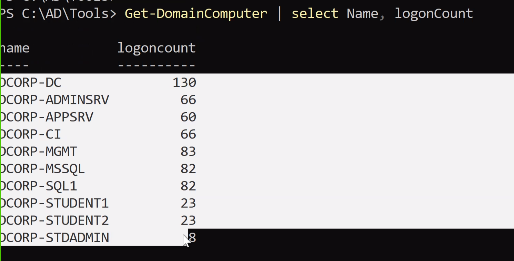 PS C:\AD\Tools> Get-DomainComputer | select Name, logonCount
name logoncount
---- ----------
DCORP-DC 130
DCORP-ADMINSRV 66
DCORP-APPSRV 60
DCORP-CI 66
DCORP-MGMT 83
DCORP-MSSQL 82
DCORP-SQL1 82
DCORP-STUDENT1 23
DCORP-STUDENT2 23
DCORP-STDADMIN